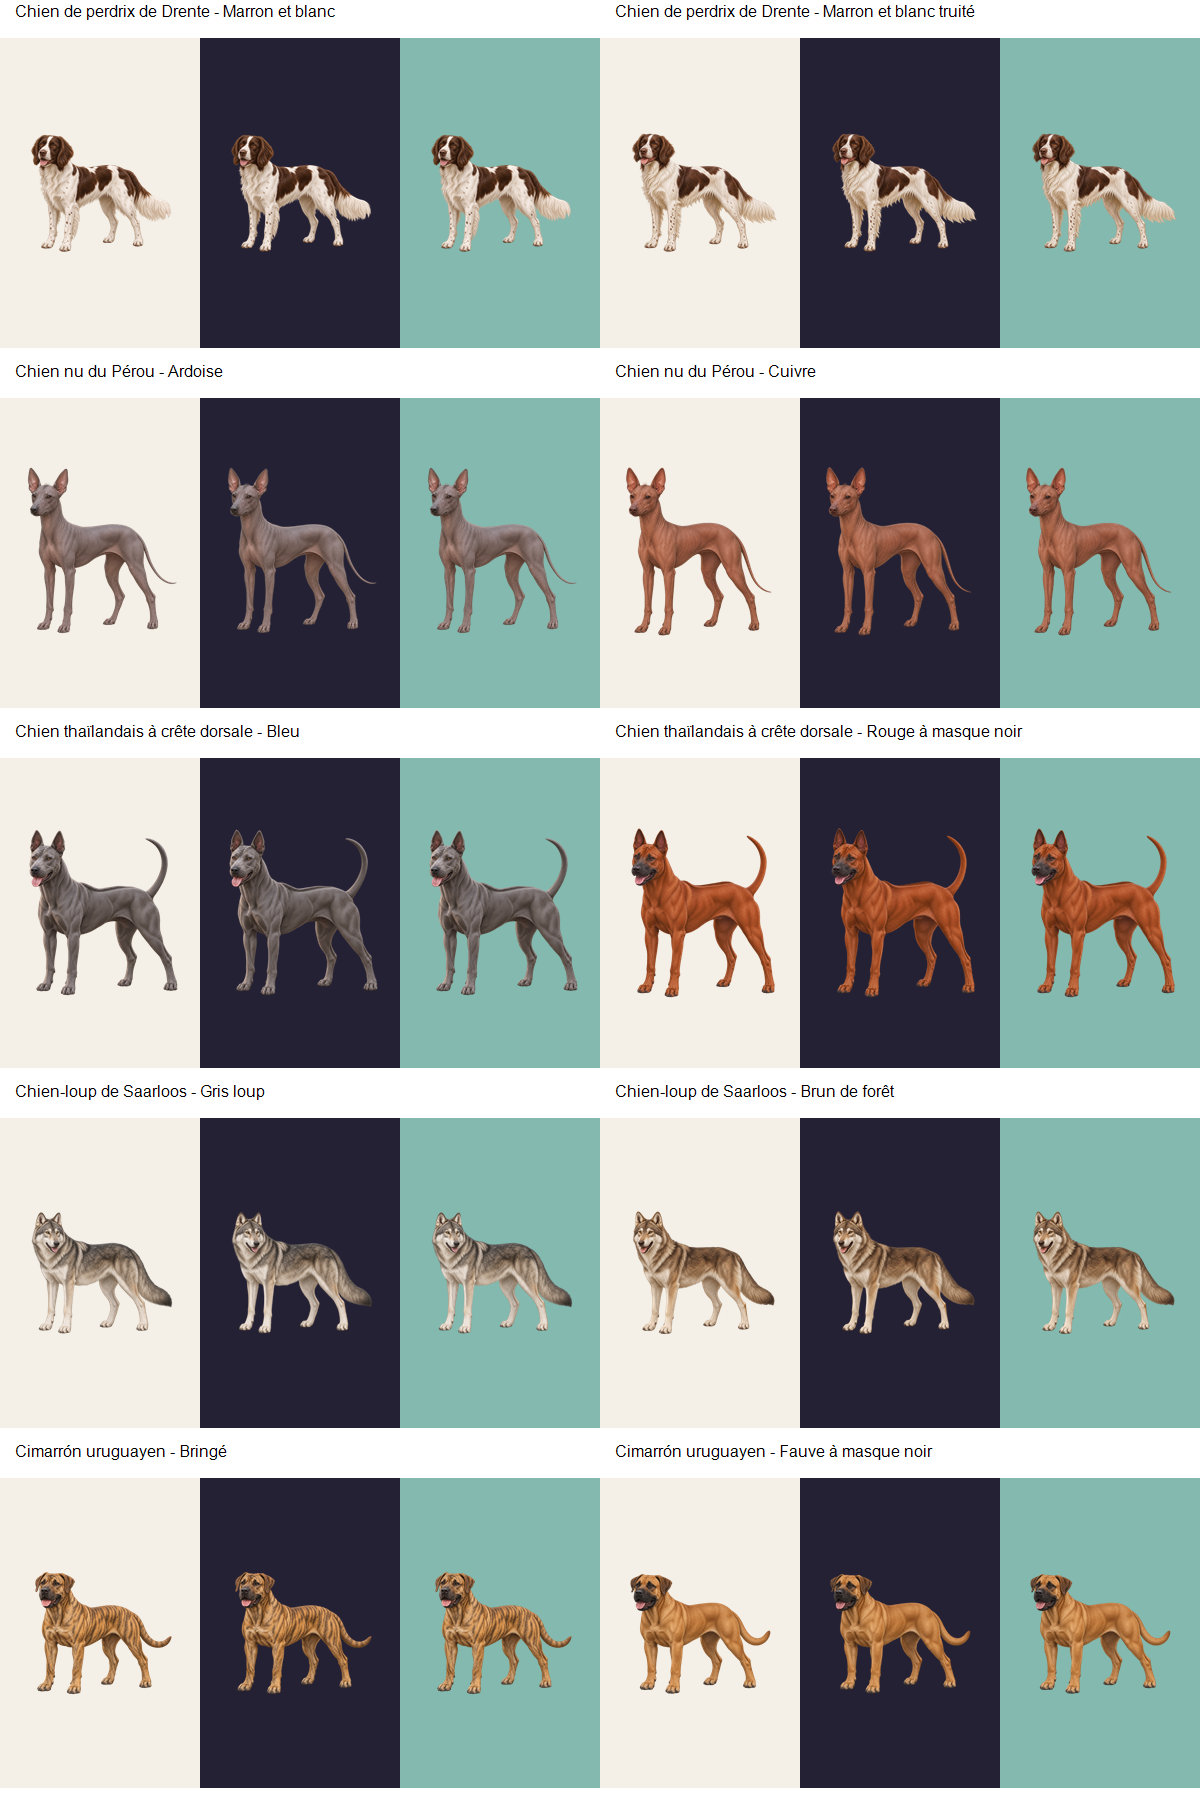 Chien de perdrix de Drente - Marron et blanc
Chien de perdrix de Drente - Marron et blanc truité
Chien nu du Pérou - Ardoise
Chien nu du Pérou - Cuivre
Chien thaïlandais à crête dorsale - Bleu
Chien thaïlandais à crête dorsale - Rouge à masque noir
Chien-loup de Saarloos - Gris loup
Chien-loup de Saarloos - Brun de forêt
Cimarrón uruguayen - Bringé
Cimarrón uruguayen - Fauve à masque noir